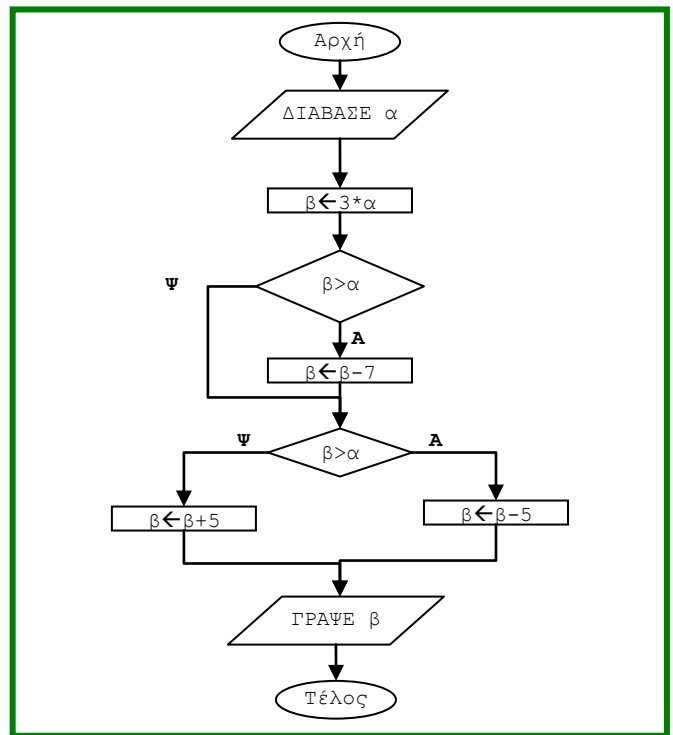 Αρχή
ΔΙΑΒΑΣΕ α
β←3*α
Ψ
β>α
Α
β←β-7
Ψ
β>α
Α
β←β+5
β←β-5
ΓΡΑΨΕ β
Τέλος